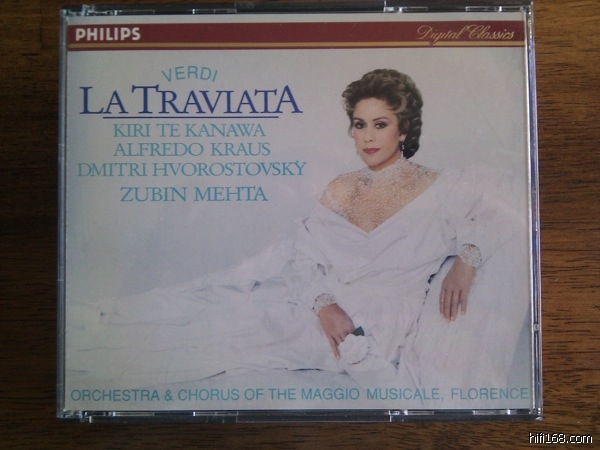 PHILIPS
Digital Classics
VERDI
LA TRAVIATA
KIRI TE KANAWA
ALFREDO KRAUS
DMITRI HVOROSTOVSKY
ZUBIN MEHTA
ORCHESTRA & CHORUS OF THE MAGGIO MUSICALE, FLORENCE
hifi168.com